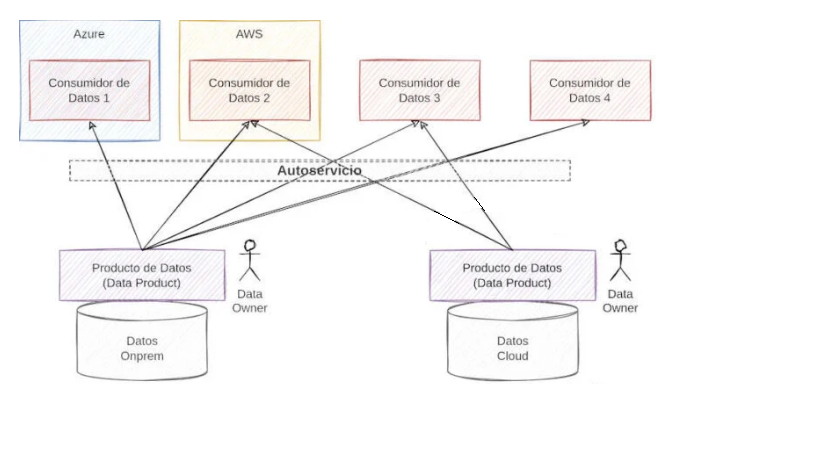 Azure
AWS
Consumidor de
Datos 1
Consumidor de
Datos 2
Consumidor de
Datos 3
Consumidor de
Datos 4
Autoservicio
Producto de Datos
(Data Product)
Data
Owner
Producto de Datos
(Data Product)
Data
Owner
Datos
Onprem
Datos
Cloud